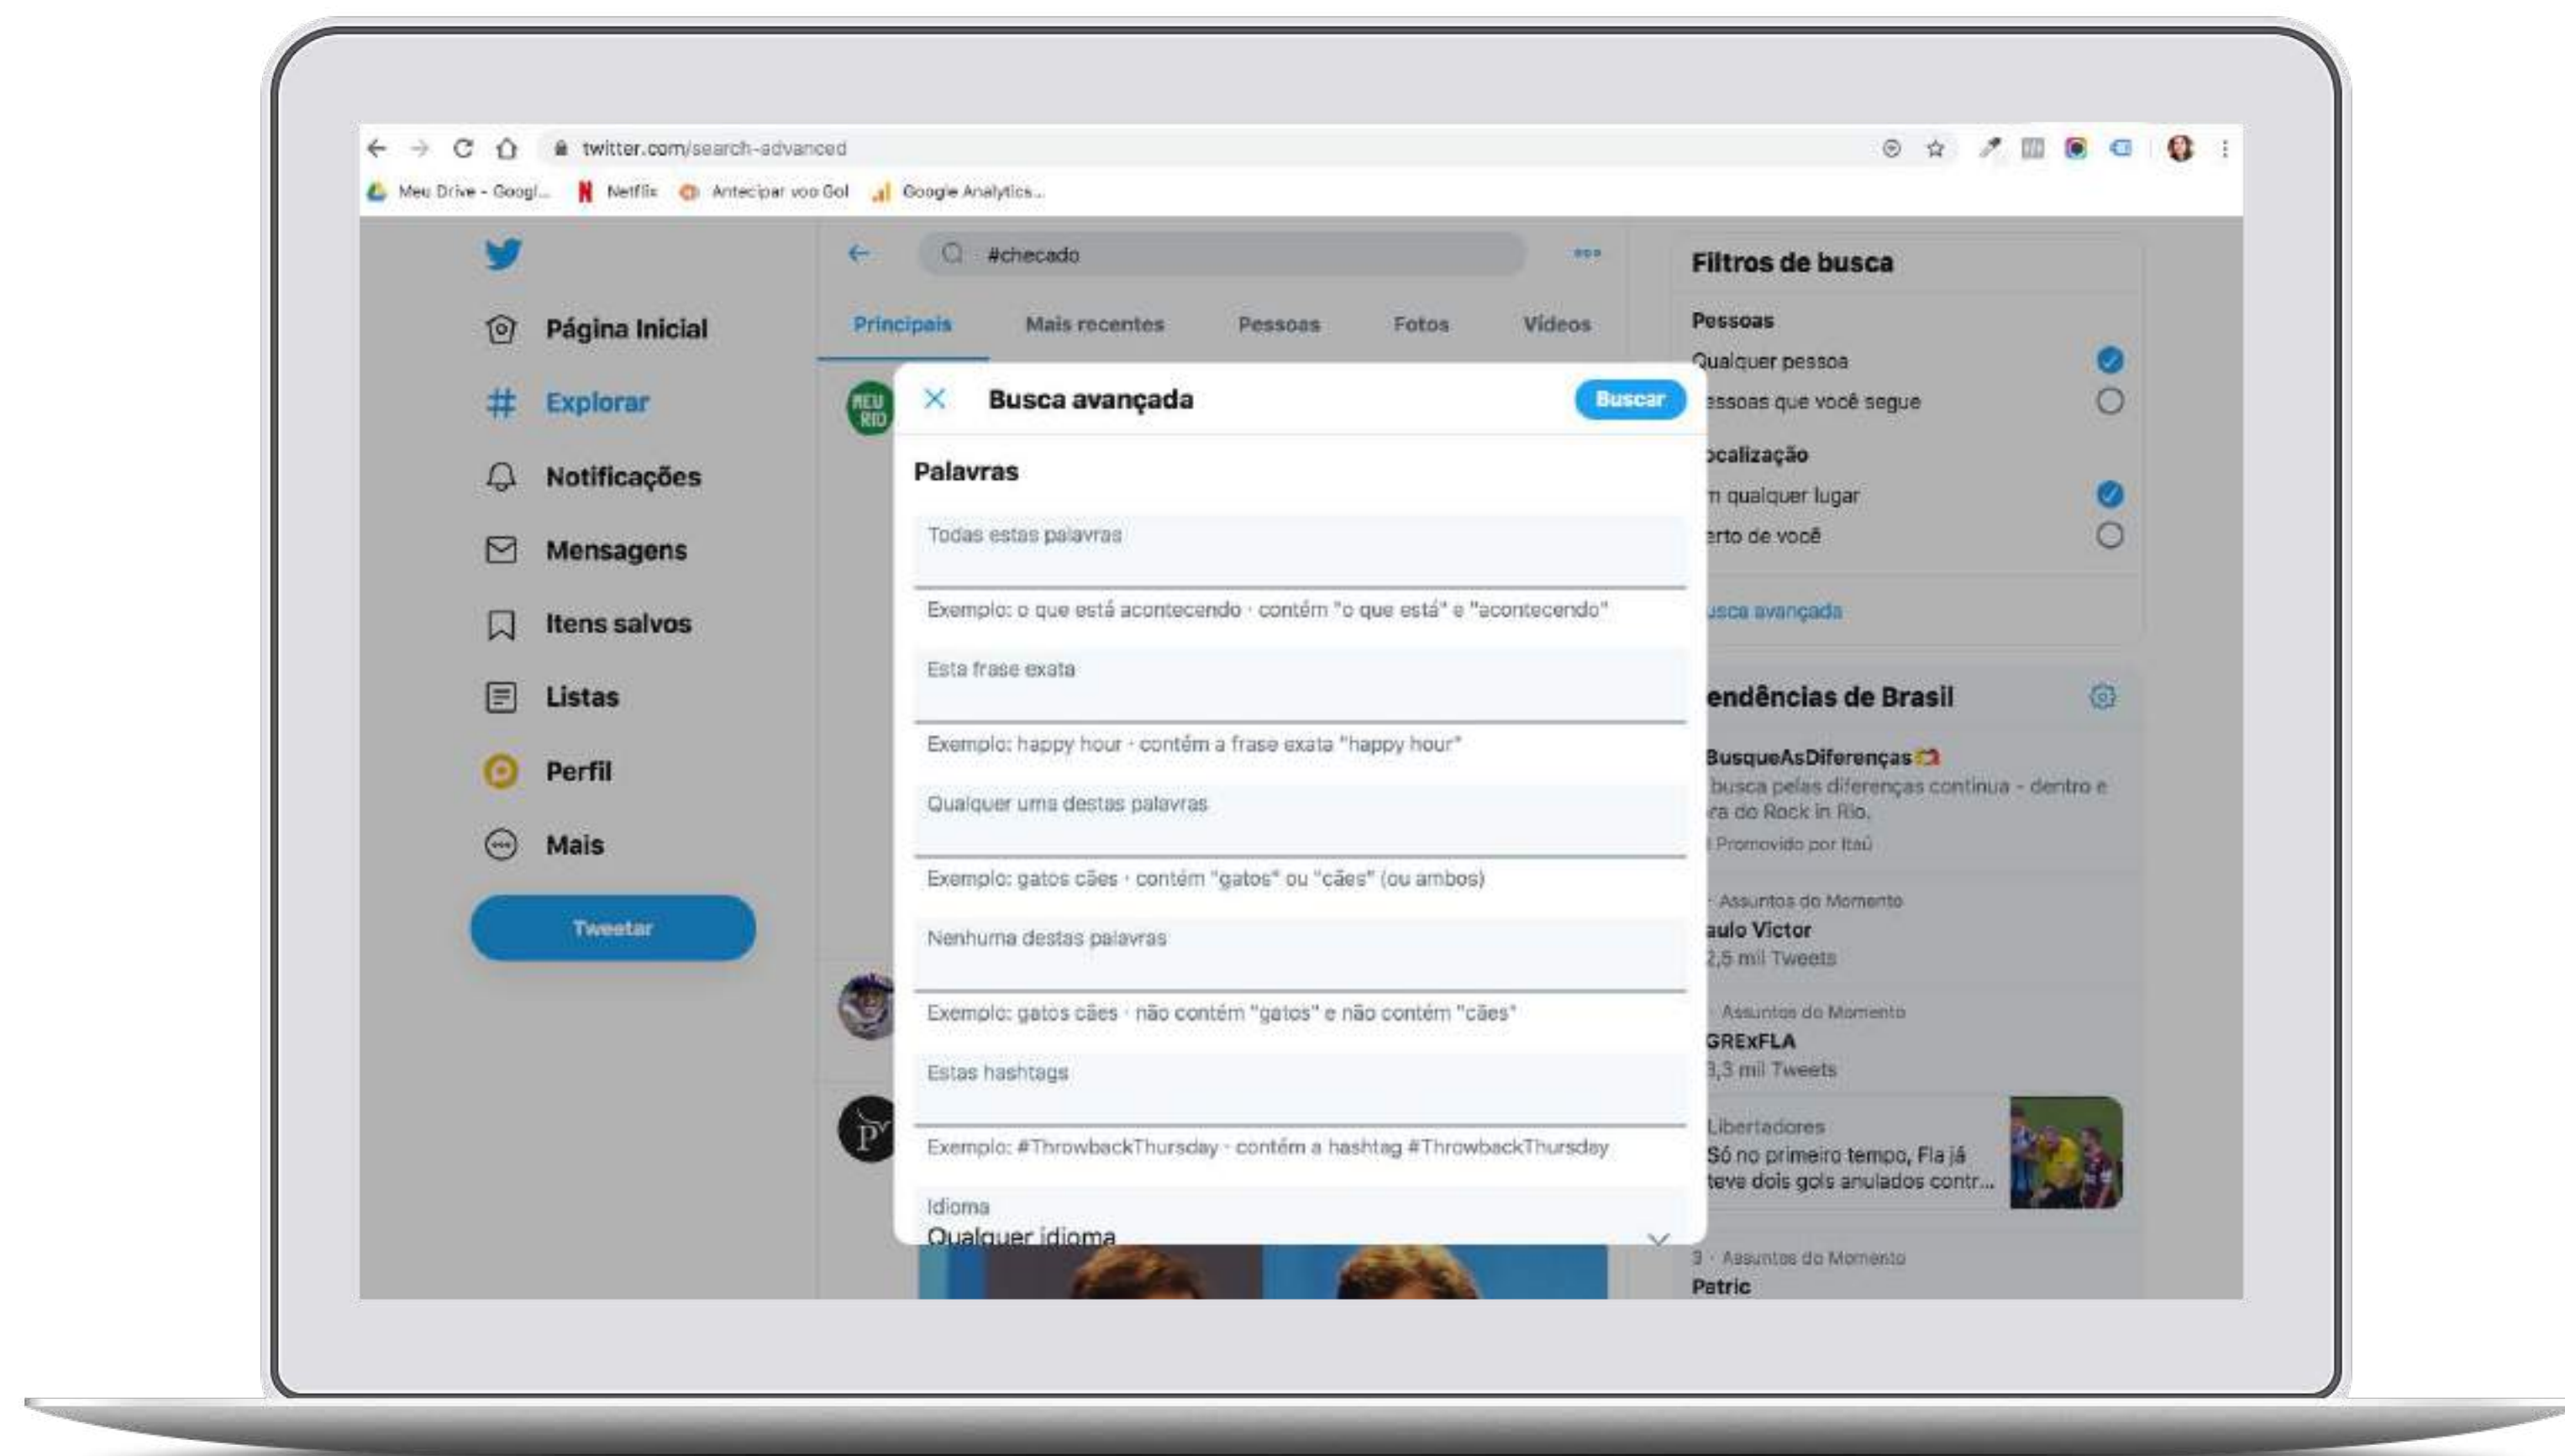 twitter.com/search-advanced
Meu Drive - Googl...
Netflix
Antecipar voo Gol
Google Analytics...
#checado
Principais
Mais recentes
Pessoas
Fotos
Vídeos
Página Inicial
Explorar
Notificações
Mensagens
Itens salvos
Listas
Perfil
Mais
Tweetar
MEU
RIO
Busca avançada
Buscar
Palavras
Todas estas palavras
Exemplo: o que está acontecendo · contém "o que está" e "acontecendo"
Esta frase exata
Exemplo: happy hour · contém a frase exata "happy hour"
Qualquer uma destas palavras
Exemplo: gatos cães · contém "gatos" ou "cães" (ou ambos)
Nenhuma destas palavras
Exemplo: gatos cães · não contém "gatos" e não contém "cães"
Estas hashtags
Exemplo: #ThrowbackThursday · contém a hashtag #ThrowbackThursday
Idioma
Qualquer idioma
Filtros de busca
Pessoas
Qualquer pessoa
essoas que você segue
ocalização
m qualquer lugar
erto de você
usca avançada
endências de Brasil
BusqueAsDiferenças
busca pelas diferenças continua - dentro e
ra do Rock in Rio.
Promovido por Itaú
· Assuntos do Momento
aulo Victor
2,5 mil Tweets
· Assuntos do Momento
GRExFLA
3,3 mil Tweets
Libertadores
Só no primeiro tempo, Fla já
teve dois gols anulados contr...
3 · Assuntos do Momento
Patric